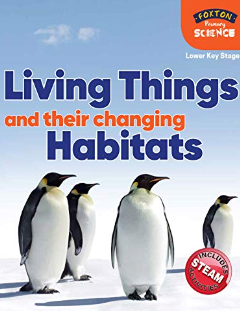 FOXTON
Primary
SCIENCE
Lower Key Stage
Living Things
and their changing
Habitats
INCLUDES
STEAM